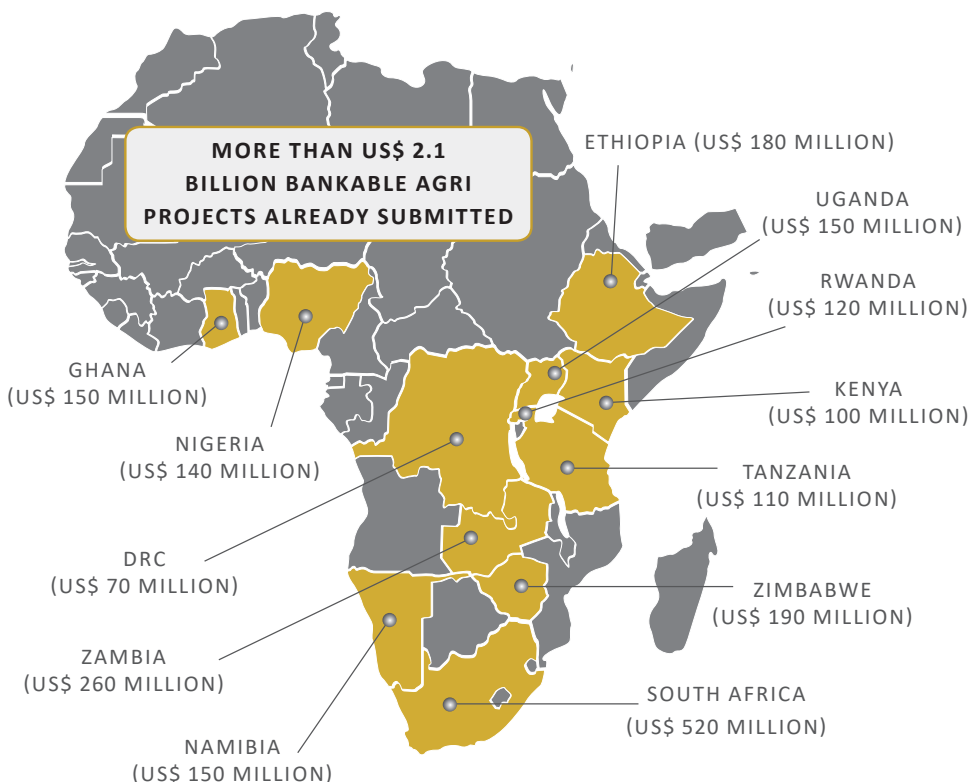 MORE THAN US$ 2.1
BILLION BANKABLE AGRI
PROJECTS ALREADY SUBMITTED
ETHIOPIA (US$ 180 MILLION)
UGANDA
(US$ 150 MILLION)
RWANDA
(US$ 120 MILLION)
KENYA
(US$ 100 MILLION)
TANZANIA
(US$ 110 MILLION)
ZIMBABWE
(US$ 190 MILLION)
SOUTH AFRICA
(US$ 520 MILLION)
GHANA
(US$ 150 MILLION)
NIGERIA
(US$ 140 MILLION)
DRC
(US$ 70 MILLION)
ZAMBIA
(US$ 260 MILLION)
NAMIBIA
(US$ 150 MILLION)